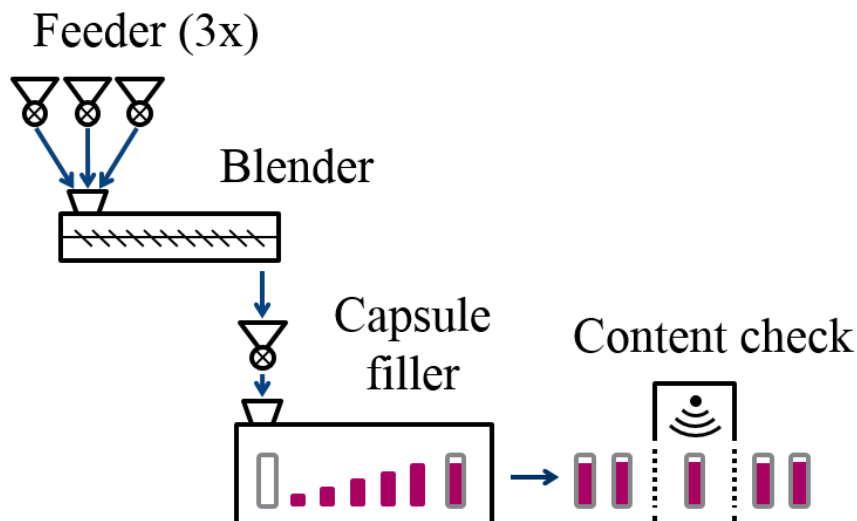 Feeder (3x)
Blender
Capsule
filler
Content check